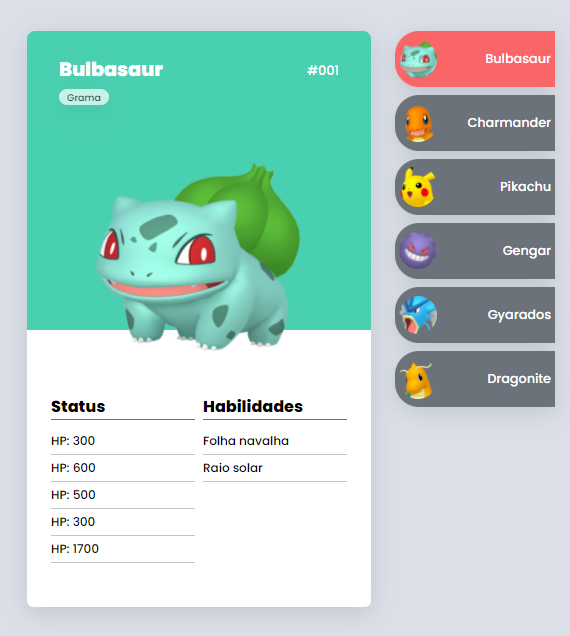 Bulbasaur
#001
Grama
Status
HP: 300
HP: 600
HP: 500
HP: 300
HP: 1700
Habilidades
Folha navalha
Raio solar
Bulbasaur
Charmander
Pikachu
Gengar
Gyarados
Dragonite